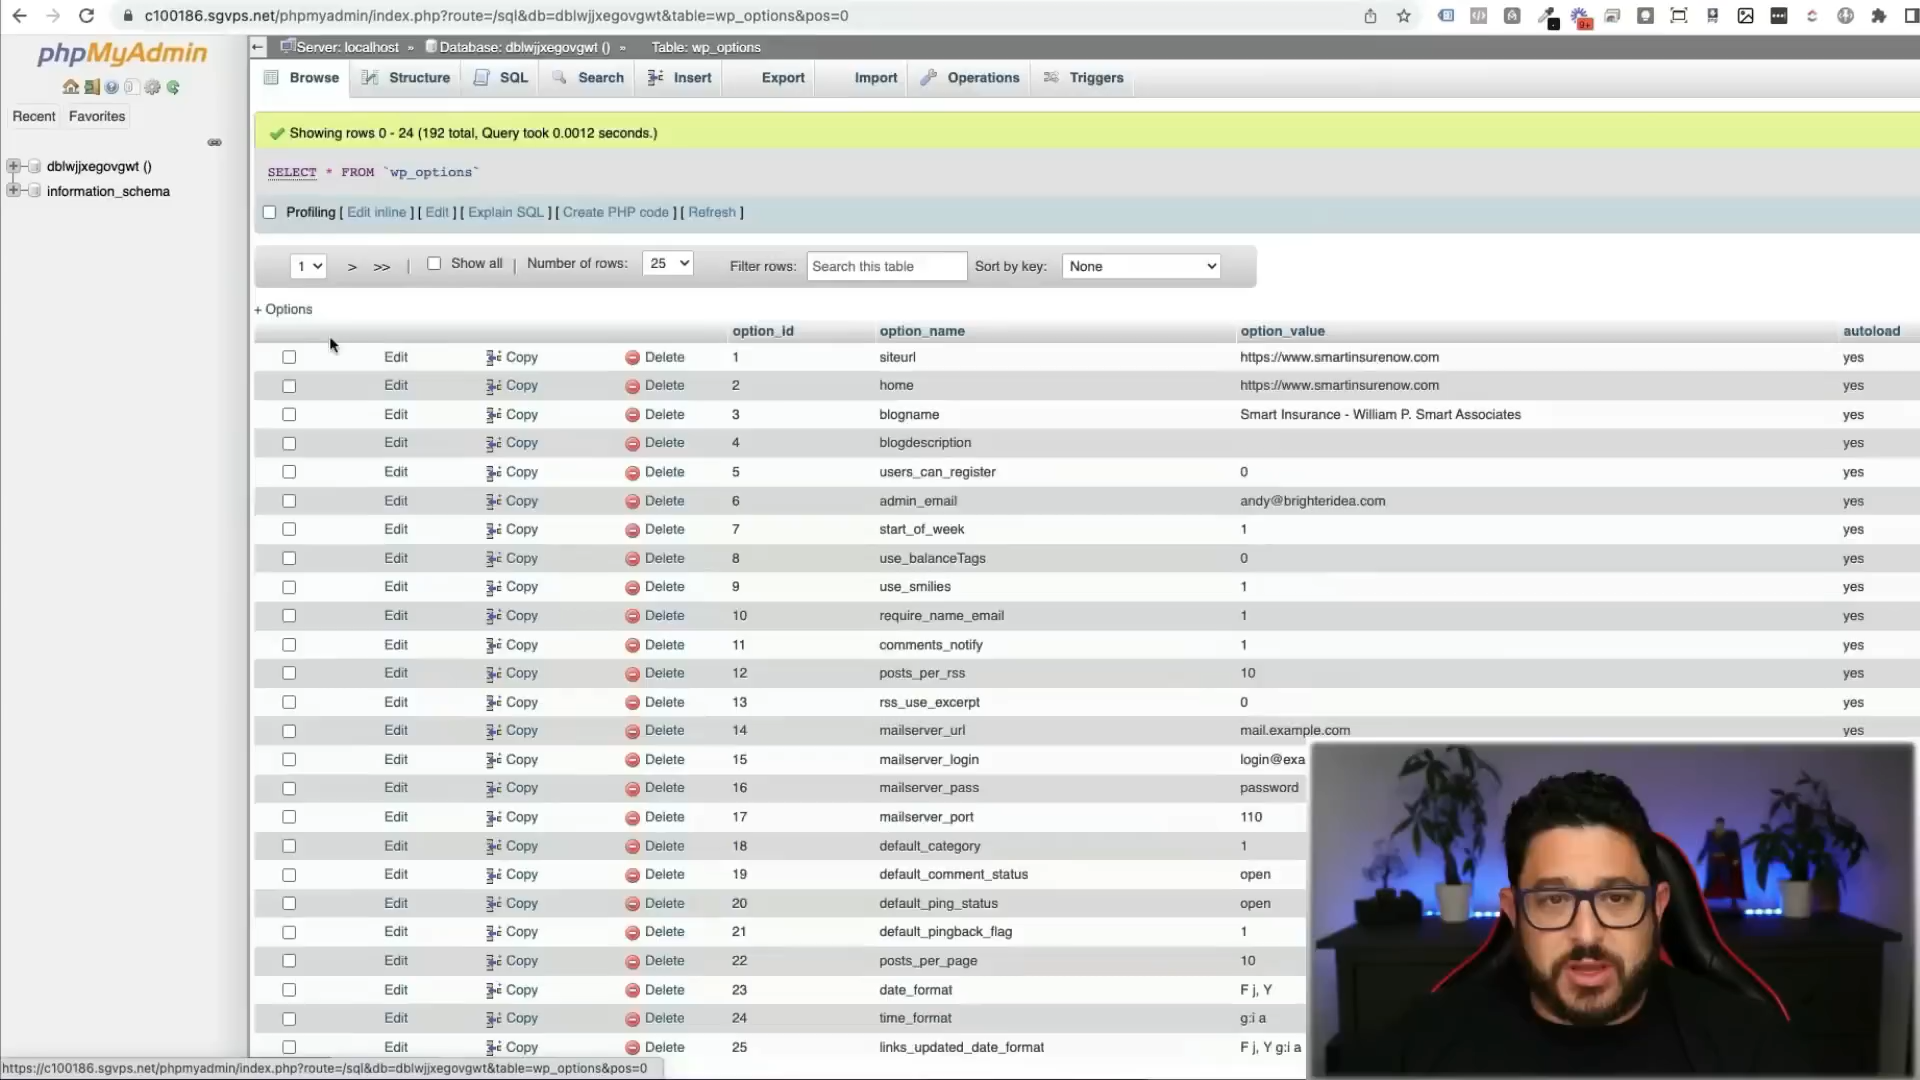 c100186.sgvps.net/phpmyadmin/index.php?route=/sql&db=dblwjjxegovgwt&table=wp_options&pos=0
9+
phpMyAdmin
Recent Favorites
dblwjjxegovgwt ()
information_schema
Server: localhost » Database: dblwjjxegovgwt () » Table: wp_options
Browse Structure SQL Search Insert Export Import Operations Triggers
Showing rows 0 - 24 (192 total, Query took 0.0012 seconds.)
SELECT * FROM `wp_options`
Profiling [ Edit inline ] [ Edit ] [ Explain SQL ] [ Create PHP code ] [ Refresh ]
1 > >> | Show all | Number of rows: 25 Filter rows: Search this table Sort by key: None
+ Options
option_id option_name option_value autoload
Edit Copy Delete 1 siteurl https://www.smartinsurenow.com yes
Edit Copy Delete 2 home https://www.smartinsurenow.com yes
Edit Copy Delete 3 blogname Smart Insurance - William P. Smart Associates yes
Edit Copy Delete 4 blogdescription yes
Edit Copy Delete 5 users_can_register 0 yes
Edit Copy Delete 6 admin_email andy@brighteridea.com yes
Edit Copy Delete 7 start_of_week 1 yes
Edit Copy Delete 8 use_balanceTags 0 yes
Edit Copy Delete 9 use_smilies 1 yes
Edit Copy Delete 10 require_name_email 1 yes
Edit Copy Delete 11 comments_notify 1 yes
Edit Copy Delete 12 posts_per_rss 10 yes
Edit Copy Delete 13 rss_use_excerpt 0 yes
Edit Copy Delete 14 mailserver_url mail.example.com yes
Edit Copy Delete 15 mailserver_login login@exa
Edit Copy Delete 16 mailserver_pass password
Edit Copy Delete 17 mailserver_port 110
Edit Copy Delete 18 default_category 1
Edit Copy Delete 19 default_comment_status open
Edit Copy Delete 20 default_ping_status open
Edit Copy Delete 21 default_pingback_flag 1
Edit Copy Delete 22 posts_per_page 10
Edit Copy Delete 23 date_format F j, Y
Edit Copy Delete 24 time_format g:i a
Edit Copy Delete 25 links_updated_date_format F j, Y g:i a
https://c100186.sgvps.net/phpmyadmin/index.php?route=/sql&db=dblwjjxegovgwt&table=wp_options&pos=0